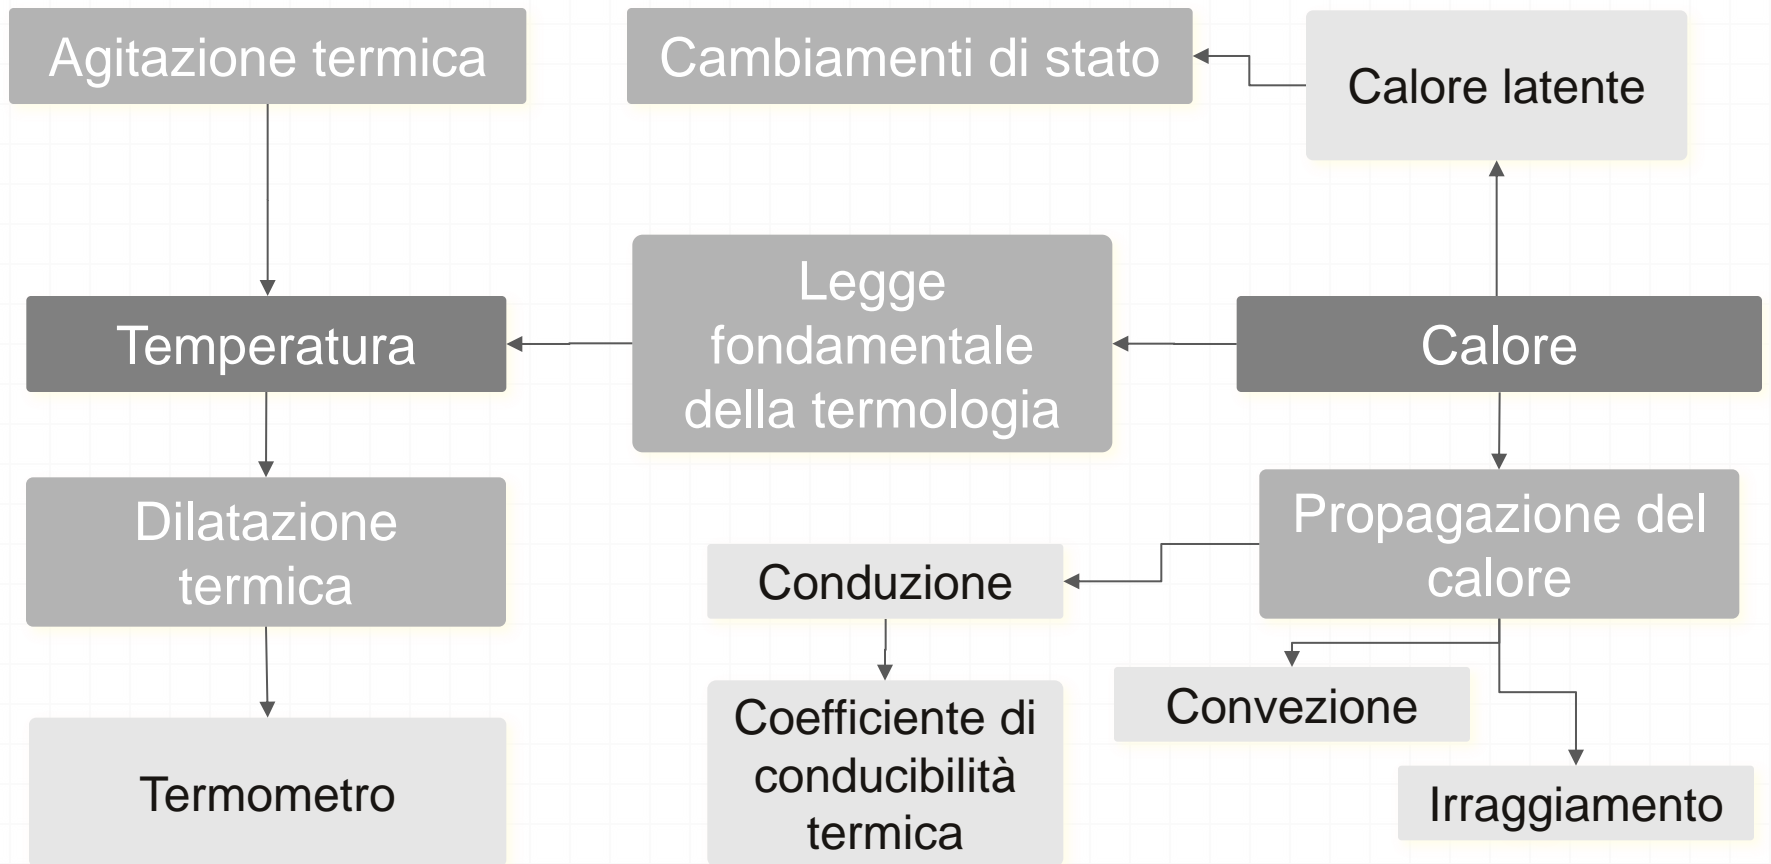 Agitazione termica
Cambiamenti di stato
Calore latente
Temperatura
Legge
fondamentale
della termologia
Calore
Dilatazione
termica
Propagazione del
calore
Conduzione
Convezione
Termometro
Coefficiente di
conducibilità
termica
Irraggiamento